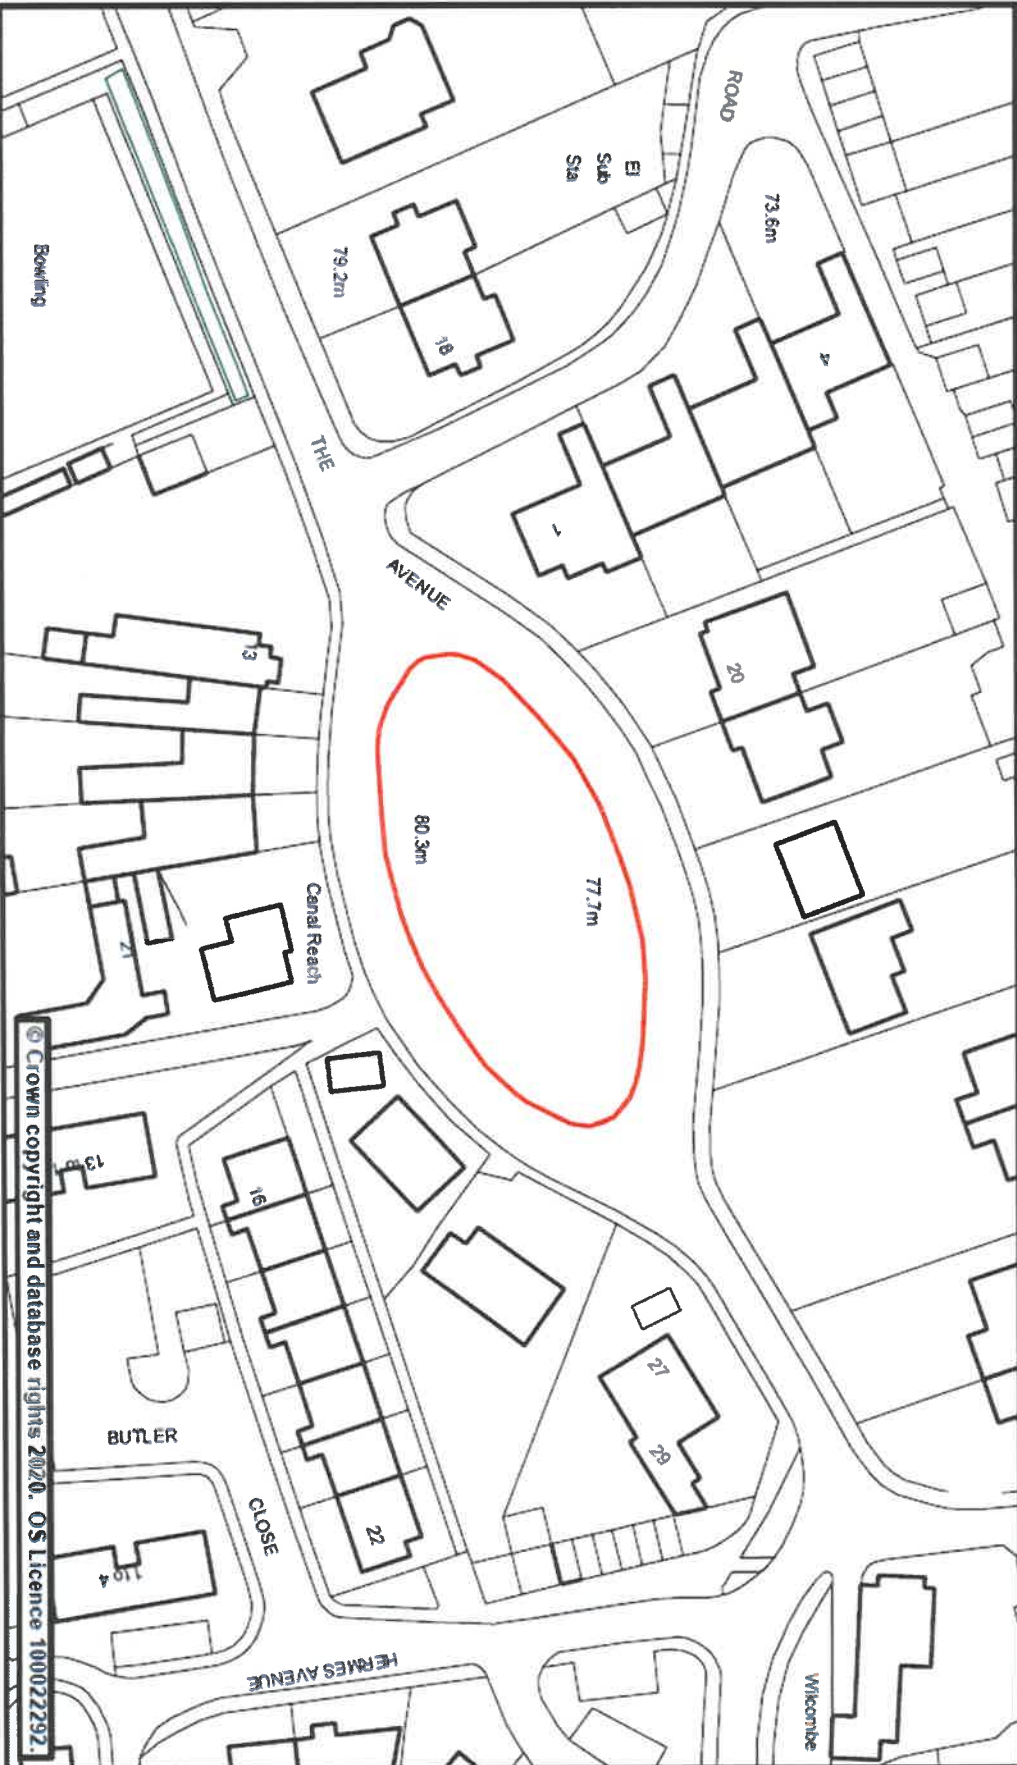 ROAD
El
Sub
Sta
73.6m
Bowling
79.2m
18
4
THE
1
AVENUE
13
20
80.3m
77.7m
Canal Reach
21
16
27
29
BUTLER
CLOSE
22
HERMES AVENUE
Wilcombe
© Crown copyright and database rights 2020. OS Licence 100022292.